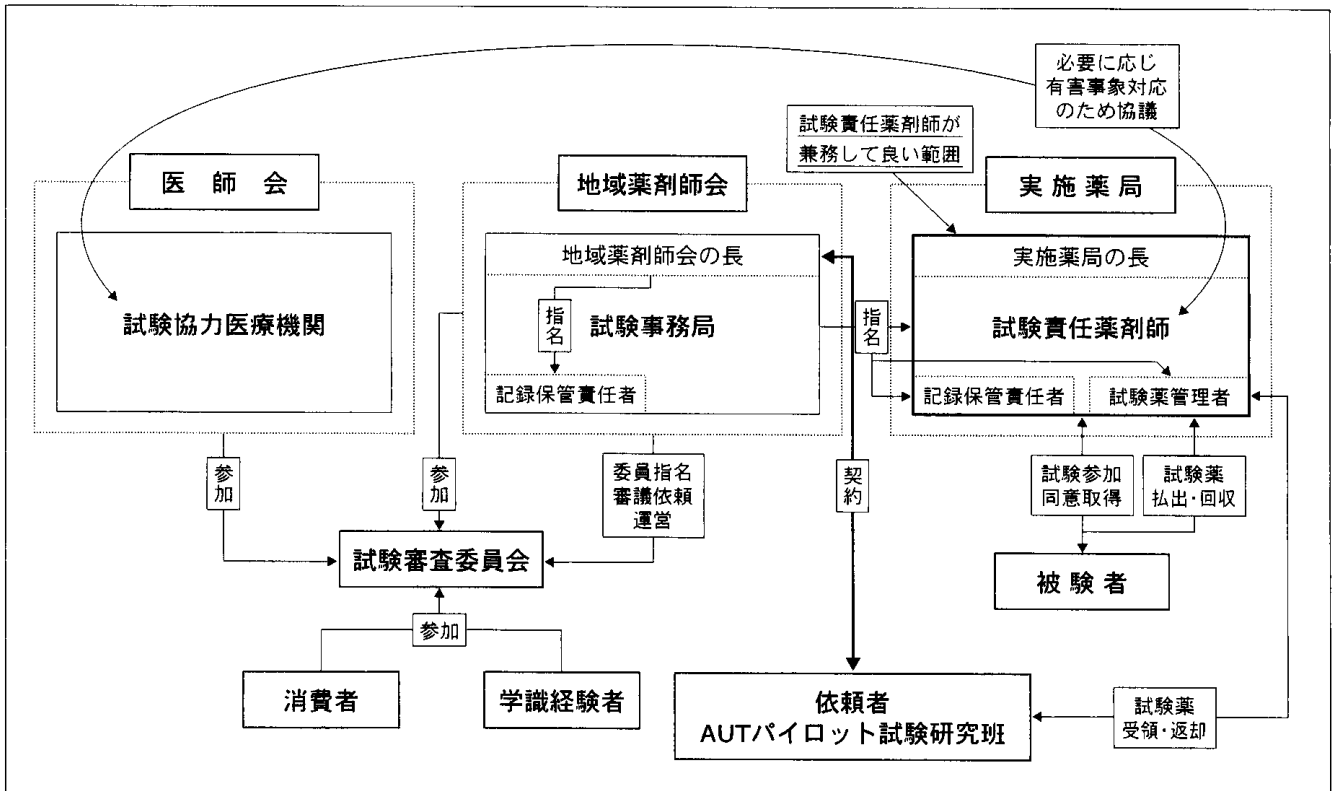 必要に応じ
有害事象対応
のため協議
試験責任薬剤師が
兼務して良い範囲
医師会
地域薬剤師会
実施薬局
試験協力医療機関
地域薬剤師会の長
指名
試験事務局
記録保管責任者
指名
実施薬局の長
試験責任薬剤師
記録保管責任者
試験薬管理者
参加
参加
委員指名
審議依頼
運営
契約
試験参加
同意取得
試験薬
払出・回収
試験審査委員会
被験者
参加
消費者
学識経験者
依頼者
AUTパイロット試験研究班
試験薬
受領・返却